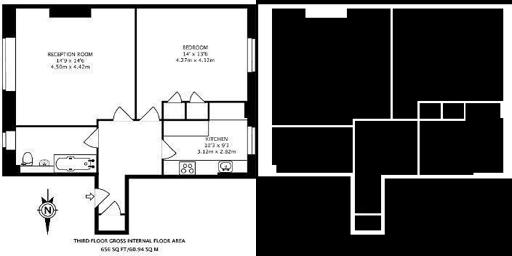 RECEPTION ROOM
14'9 x 14'6
4.50m x 4.42m
BEDROOM
14' x 13'6
4.27m x 4.12m
KITCHEN
10'3 x 9'3
3.12m x 2.82m
N
THIRD FLOOR GROSS INTERNAL FLOOR AREA
656 SQ FT/60.94 SQ M